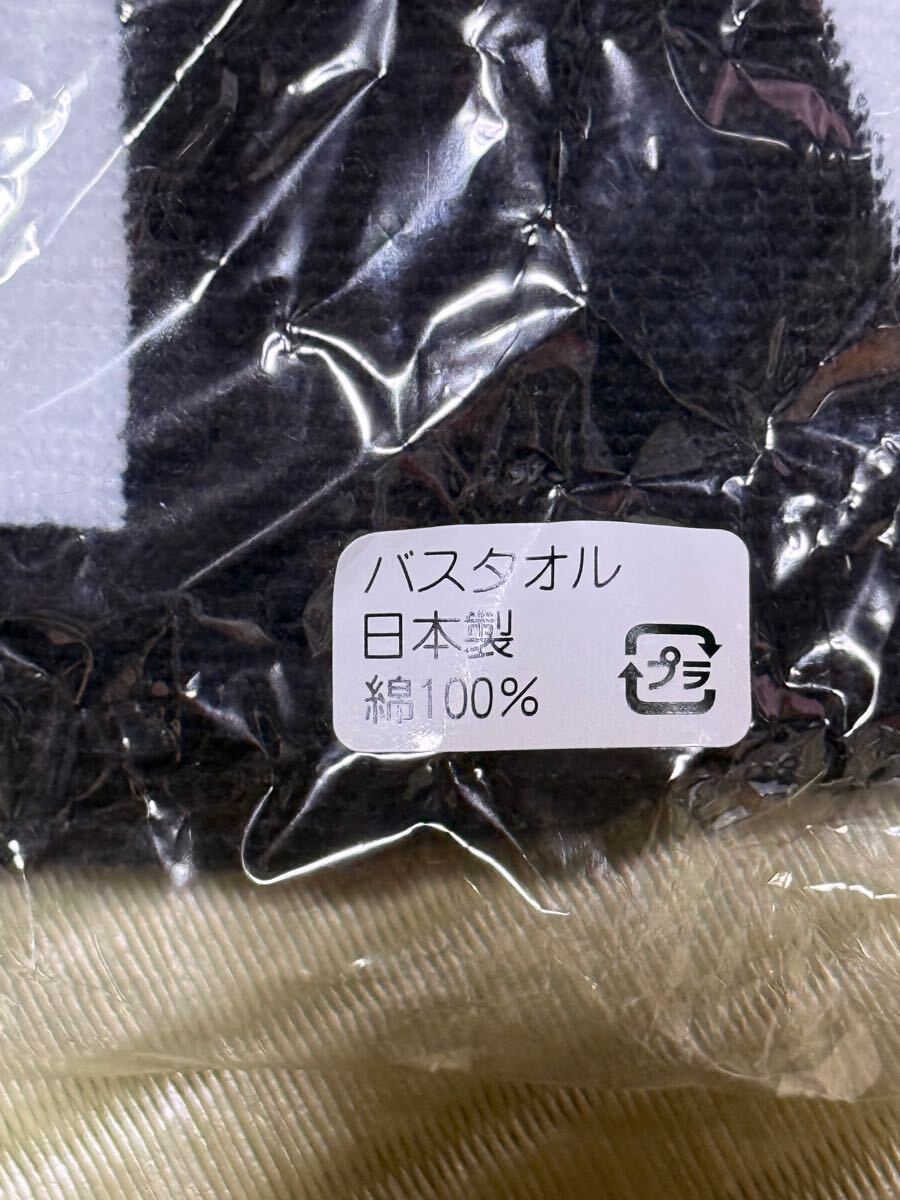 バスタオル
日本製
綿100%
プラ